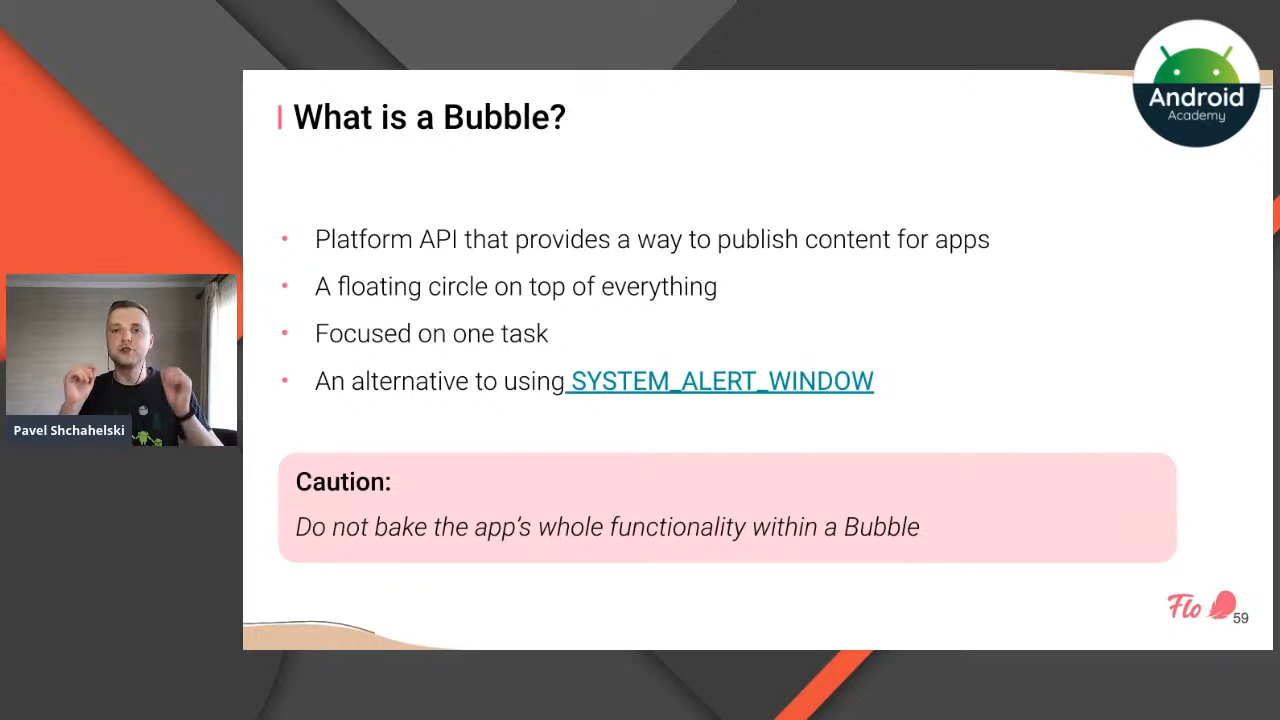 Android
Academy
What is a Bubble?
• Platform API that provides a way to publish content for apps
• A floating circle on top of everything
• Focused on one task
• An alternative to using SYSTEM_ALERT_WINDOW
Pavel Shchahelski
Caution:
Do not bake the app’s whole functionality within a Bubble
Flo
59